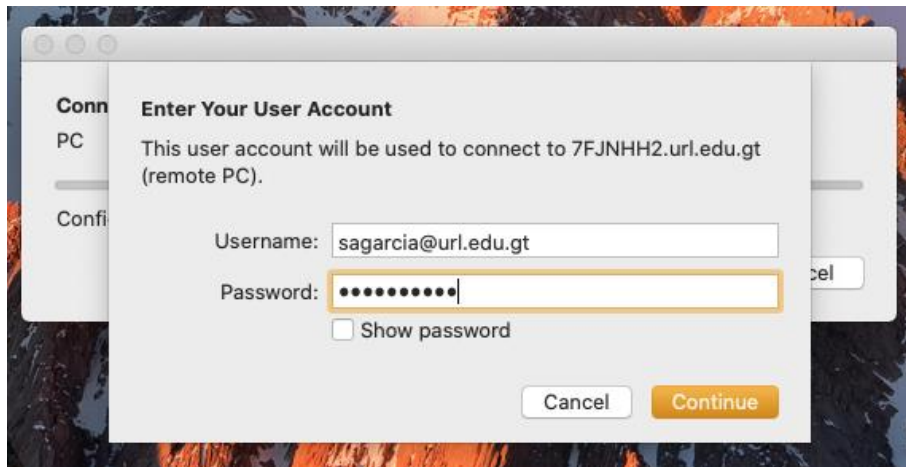 Conn
PC
Confi
cel
Enter Your User Account
This user account will be used to connect to 7FJNHH2.url.edu.gt
(remote PC).
Username: sagarcia@url.edu.gt
Password: ••••••••••
Show password
Cancel Continue